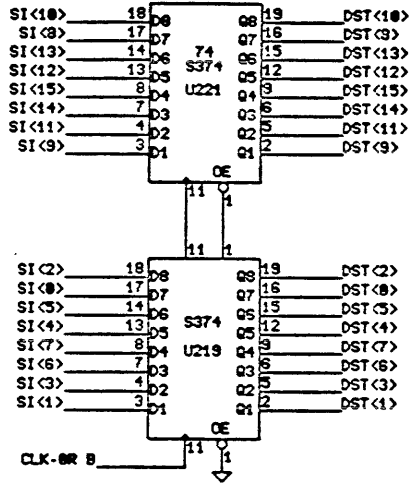 SI<10> 18 D8 Q8 19 DST<10>
SI<8> 17 D7 Q7 16 DST<8>
SI<13> 14 D6 74 Q6 15 DST<13>
SI<12> 13 D5 S374 Q5 12 DST<12>
SI<15> 8 D4 U221 Q4 9 DST<15>
SI<14> 7 D3 Q3 6 DST<14>
SI<11> 4 D2 Q2 5 DST<11>
SI<9> 3 D1 Q1 2 DST<9>
OE
11 1
11 1
SI<2> 18 D8 Q8 19 DST<2>
SI<0> 17 D7 Q7 16 DST<0>
SI<5> 14 D6 S374 Q6 15 DST<5>
SI<4> 13 D5 Q5 12 DST<4>
SI<7> 8 D4 U219 Q4 9 DST<7>
SI<6> 7 D3 Q3 6 DST<6>
SI<3> 4 D2 Q2 5 DST<3>
SI<1> 3 D1 Q1 2 DST<1>
OE
11 1
CLK-0R B